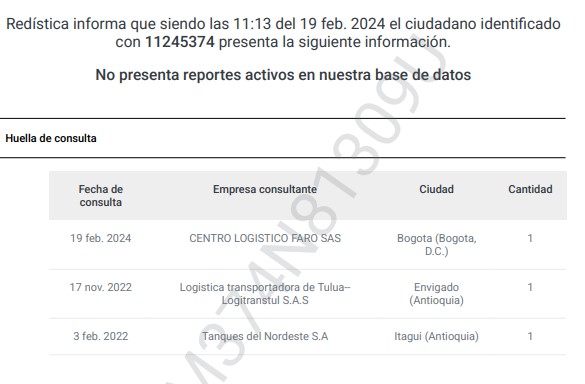 Redística informa que siendo las 11:13 del 19 feb. 2024 el ciudadano identificado
con 11245374 presenta la siguiente información.
No presenta reportes activos en nuestra base de datos
Huella de consulta
Fecha de
consulta
Empresa consultante
Ciudad
Cantidad
19 feb. 2024
CENTRO LOGISTICO FARO SAS
Bogota (Bogota,
D.C.)
1
17 nov. 2022
Logistica transportadora de Tulua--
Logitranstul S.A.S
Envigado
(Antioquia)
1
3 feb. 2022
Tanques del Nordeste S.A
Itagui (Antioquia)
1
M374N81309U